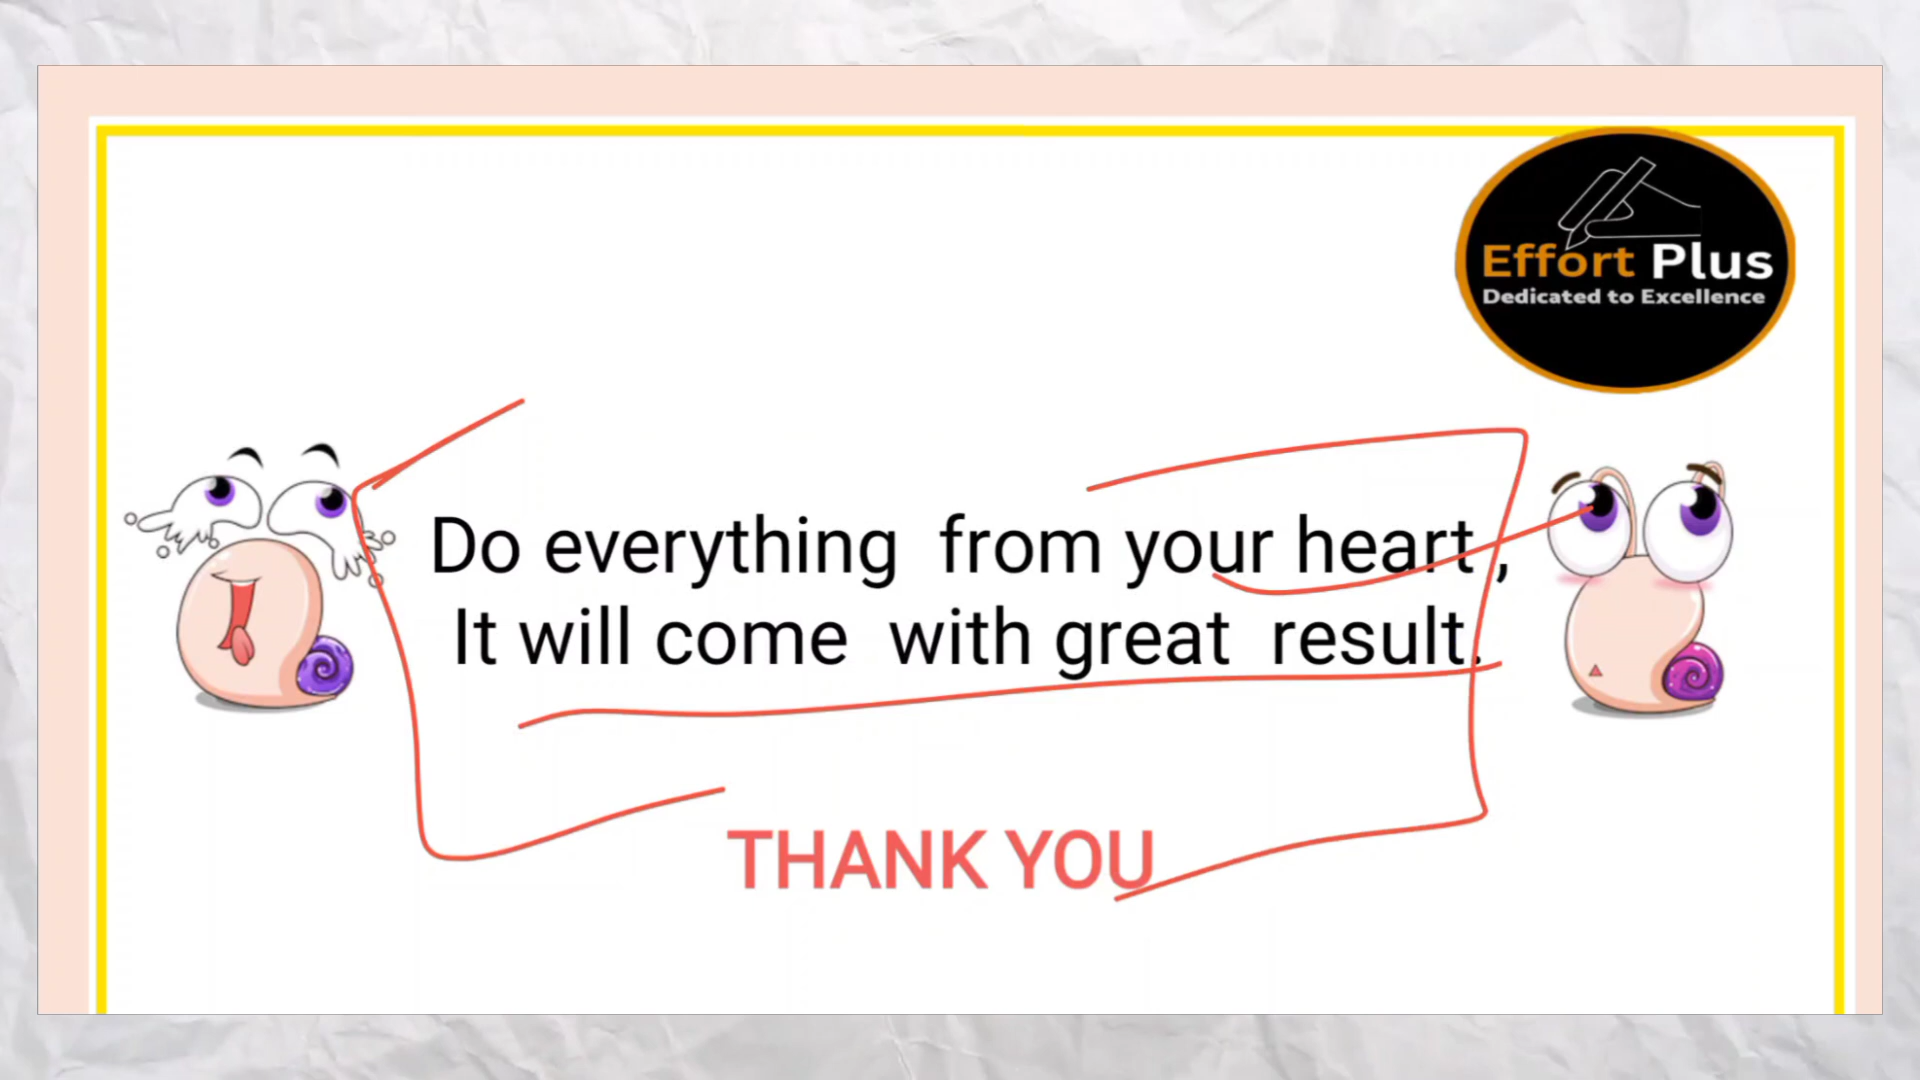 Effort Plus
Dedicated to Excellence
Do everything from your heart ,
It will come with great result.
THANK YOU